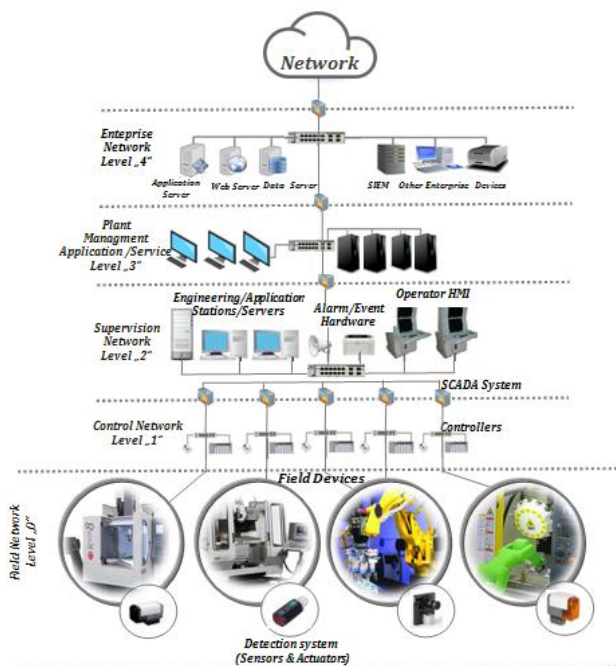 Network
Enteprise
Network
Level „4"
Application
Server
Web Server
Data Server
SIEM
Other Enterprise
Devices
Plant
Managment
Application /Service
Level „3"
Engineering/Application
Stations/Servers
Alarm/Event
Hardware
Operator HMI
Supervision
Network
Level „2"
SCADA System
Control Network
Level „1"
Controllers
Field Devices
Field Network
Level „0"
Detection system
(Sensors & Actuators)